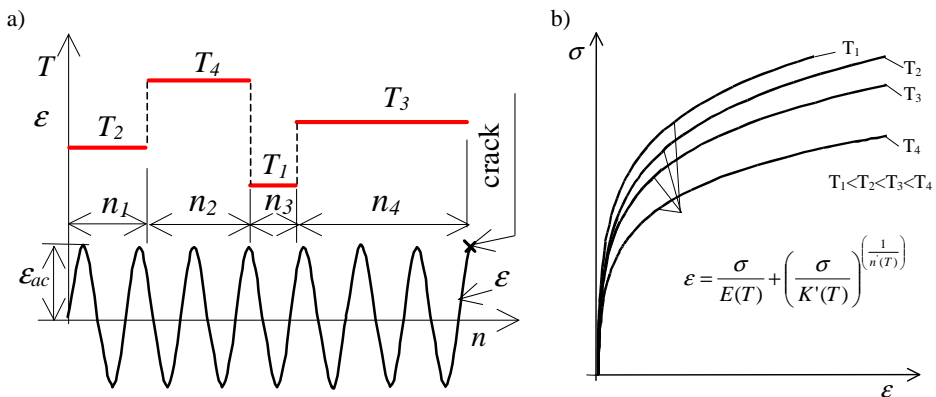 a)
T
ε
T2
T4
T1
T3
n1
n2
n3
n4
crack
εac
ε
n
b)
σ
T1
T2
T3
T4
T1<T2<T3<T4
ε = σ/E(T) + (σ/K'(T))^(1/n'(T))
ε